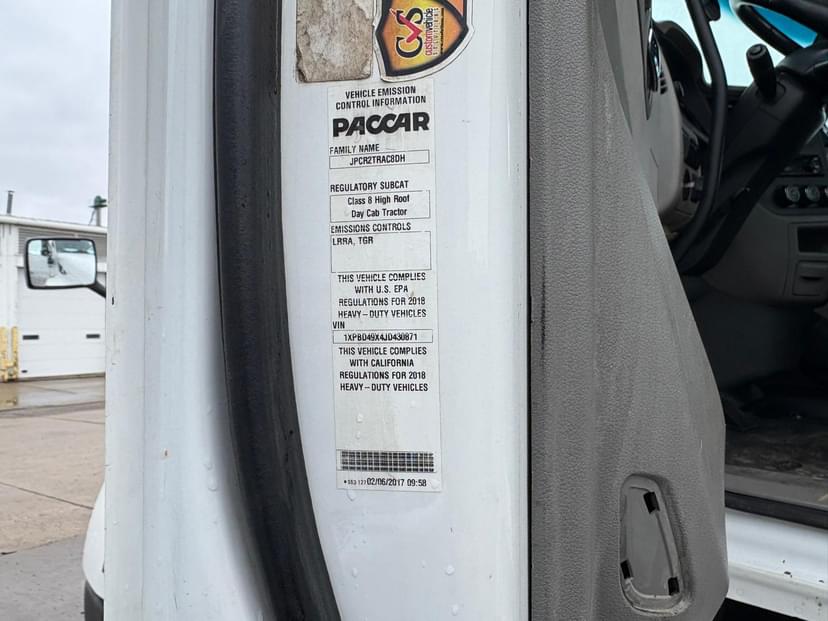 CVS
customvehicle
VEHICLE EMISSION
CONTROL INFORMATION
PACCAR
FAMILY NAME
JPCR2TRAC8DH
REGULATORY SUBCAT
Class 8 High Roof
Day Cab Tractor
EMISSIONS CONTROLS
LRRA, TGR
THIS VEHICLE COMPLIES
WITH U.S. EPA
REGULATIONS FOR 2018
HEAVY-DUTY VEHICLES
VIN
1XPBD49X4JD430871
THIS VEHICLE COMPLIES
WITH CALIFORNIA
REGULATIONS FOR 2018
HEAVY-DUTY VEHICLES
02/06/2017 09:58